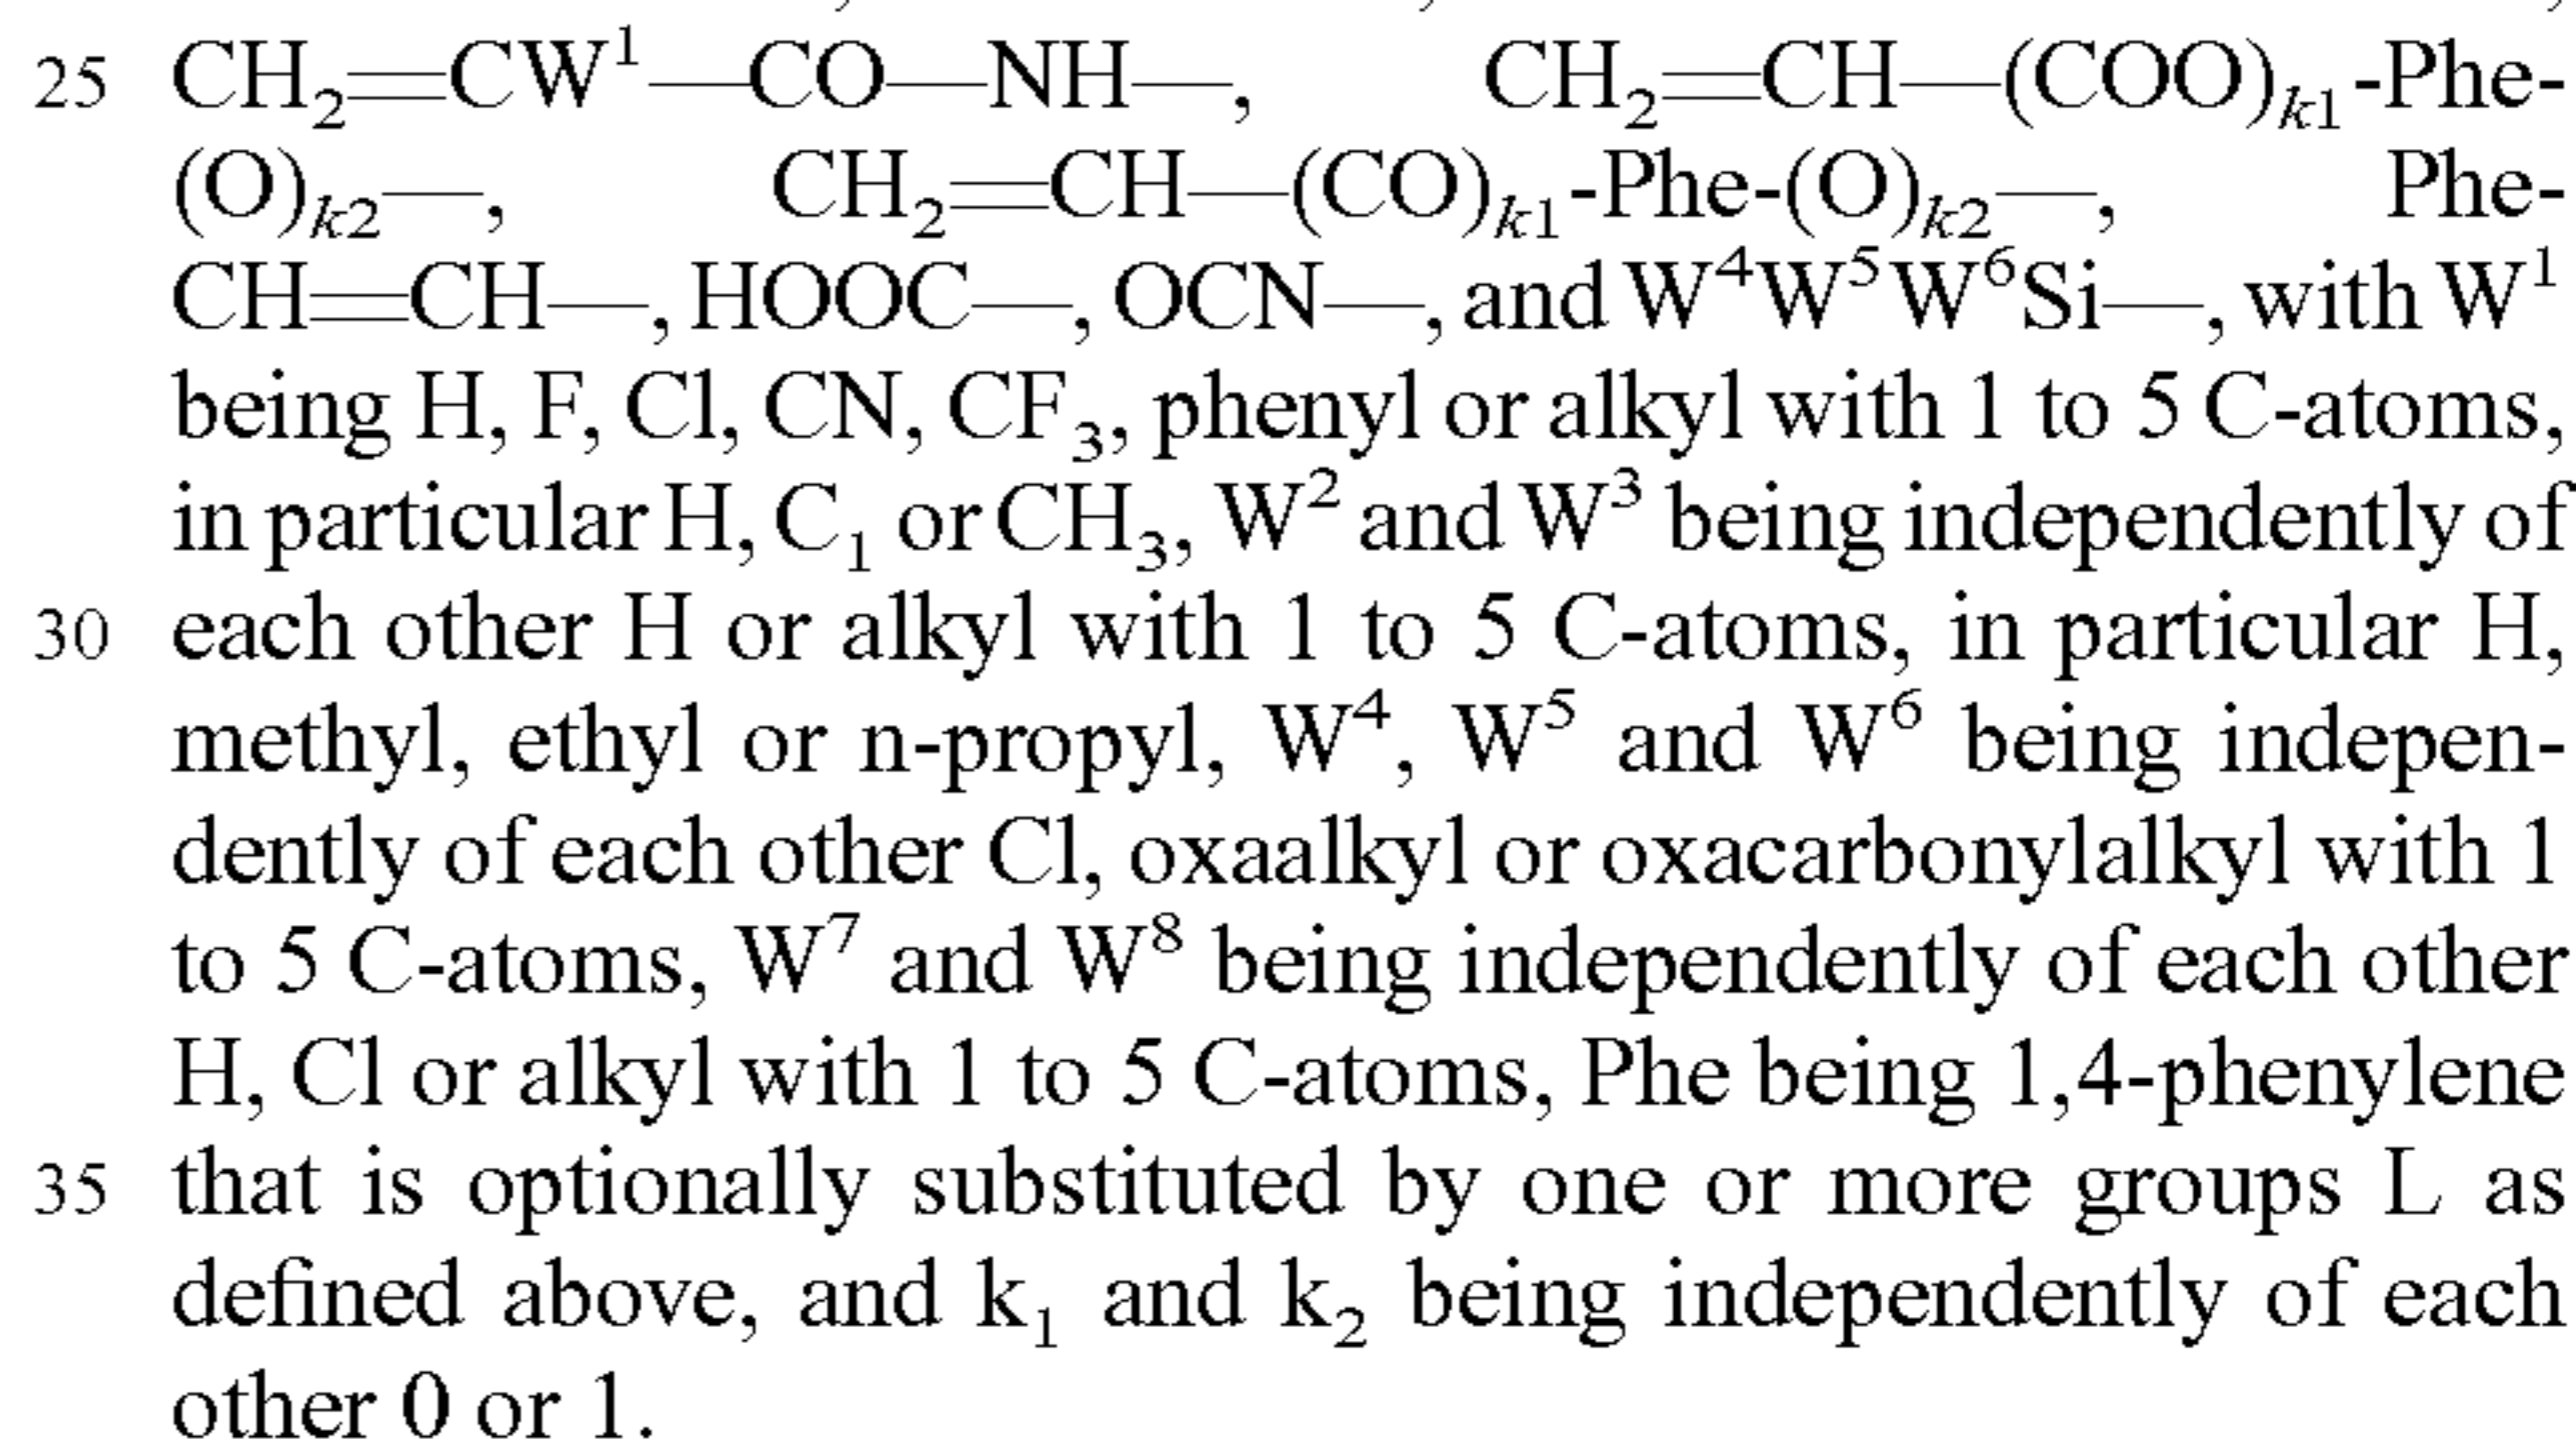 25 CH₂=CW¹—CO—NH—, CH₂=CH—(COO)ₖ₁-Phe-
(O)ₖ₂—, CH₂=CH—(CO)ₖ₁-Phe-(O)ₖ₂—, Phe-
CH=CH—, HOOC—, OCN—, and W⁴W⁵W⁶Si—, with W¹
being H, F, Cl, CN, CF₃, phenyl or alkyl with 1 to 5 C-atoms,
in particular H, C₁ or CH₃, W² and W³ being independently of
30 each other H or alkyl with 1 to 5 C-atoms, in particular H,
methyl, ethyl or n-propyl, W⁴, W⁵ and W⁶ being indepen-
dently of each other Cl, oxaalkyl or oxacarbonylalkyl with 1
to 5 C-atoms, W⁷ and W⁸ being independently of each other
H, Cl or alkyl with 1 to 5 C-atoms, Phe being 1,4-phenylene
35 that is optionally substituted by one or more groups L as
defined above, and k₁ and k₂ being independently of each
other 0 or 1.